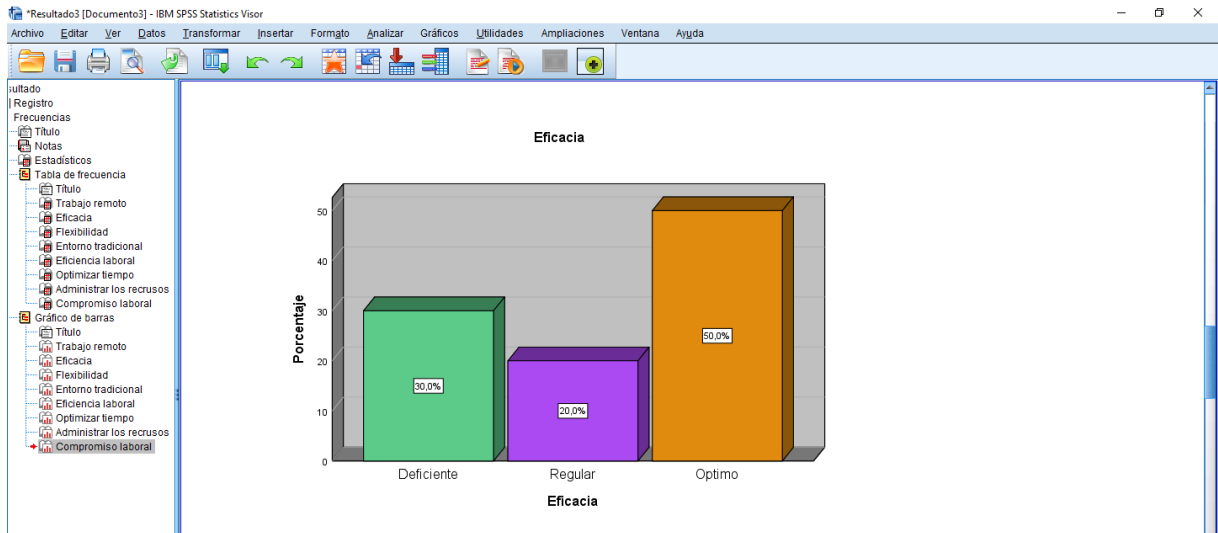 *Resultado3 [Documento3] - IBM SPSS Statistics Visor
Archivo Editar Ver Datos Transformar Insertar Formato Analizar Gráficos Utilidades Ampliaciones Ventana Ayuda
sultado
Registro
Frecuencias
Título
Notas
Estadísticos
Tabla de frecuencia
Título
Trabajo remoto
Eficacia
Flexibilidad
Entorno tradicional
Eficiencia laboral
Optimizar tiempo
Administrar los recrusos
Compromiso laboral
Gráfico de barras
Título
Trabajo remoto
Eficacia
Flexibilidad
Entorno tradicional
Eficiencia laboral
Optimizar tiempo
Administrar los recrusos
Compromiso laboral
Eficacia
Porcentaje
50
40
30
20
10
0
30,0%
20,0%
50,0%
Deficiente Regular Optimo
Eficacia